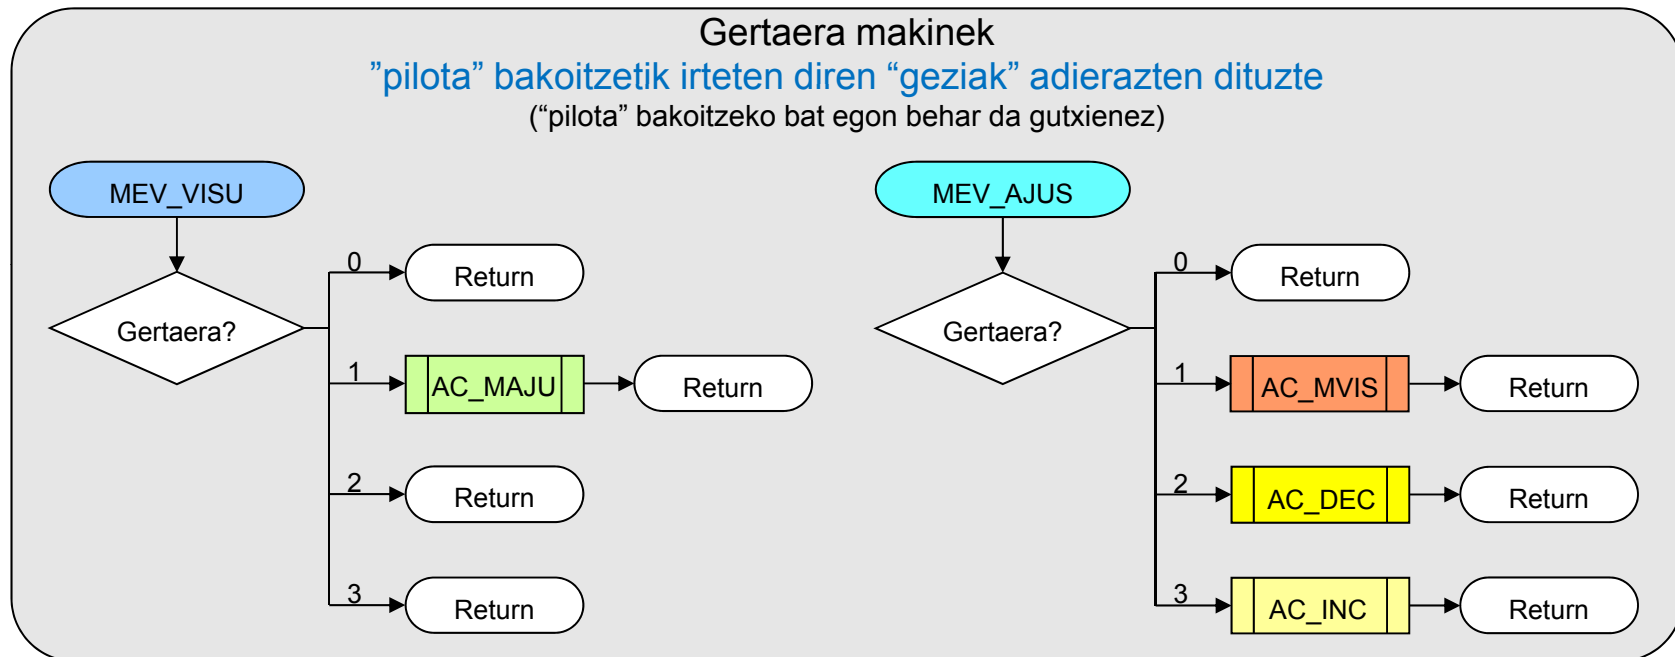 Gertaera makinek
”pilota” bakoitzetik irteten diren “geziak” adierazten dituzte
(“pilota” bakoitzeko bat egon behar da gutxienez)
MEV_VISU
Gertaera?
0
Return
1
AC_MAJU
Return
2
Return
3
Return
MEV_AJUS
Gertaera?
0
Return
1
AC_MVIS
Return
2
AC_DEC
Return
3
AC_INC
Return